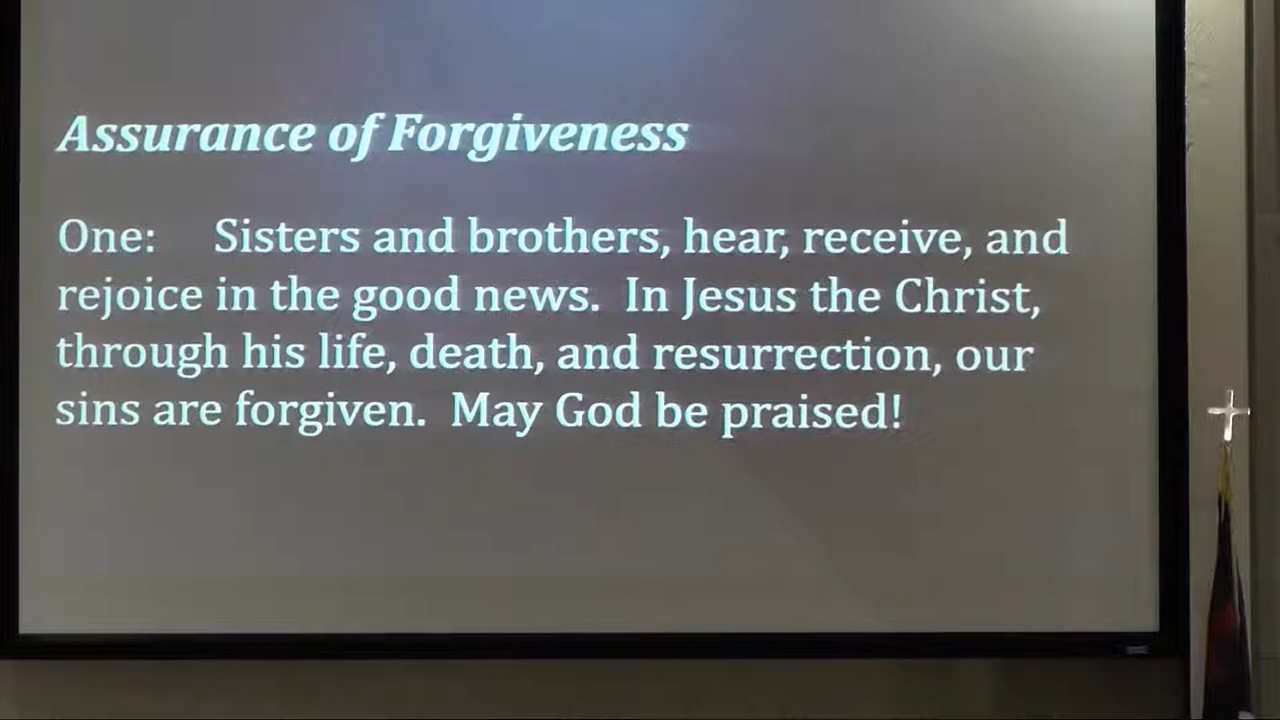 Assurance of Forgiveness
One: Sisters and brothers, hear, receive, and
rejoice in the good news. In Jesus the Christ,
through his life, death, and resurrection, our
sins are forgiven. May God be praised!